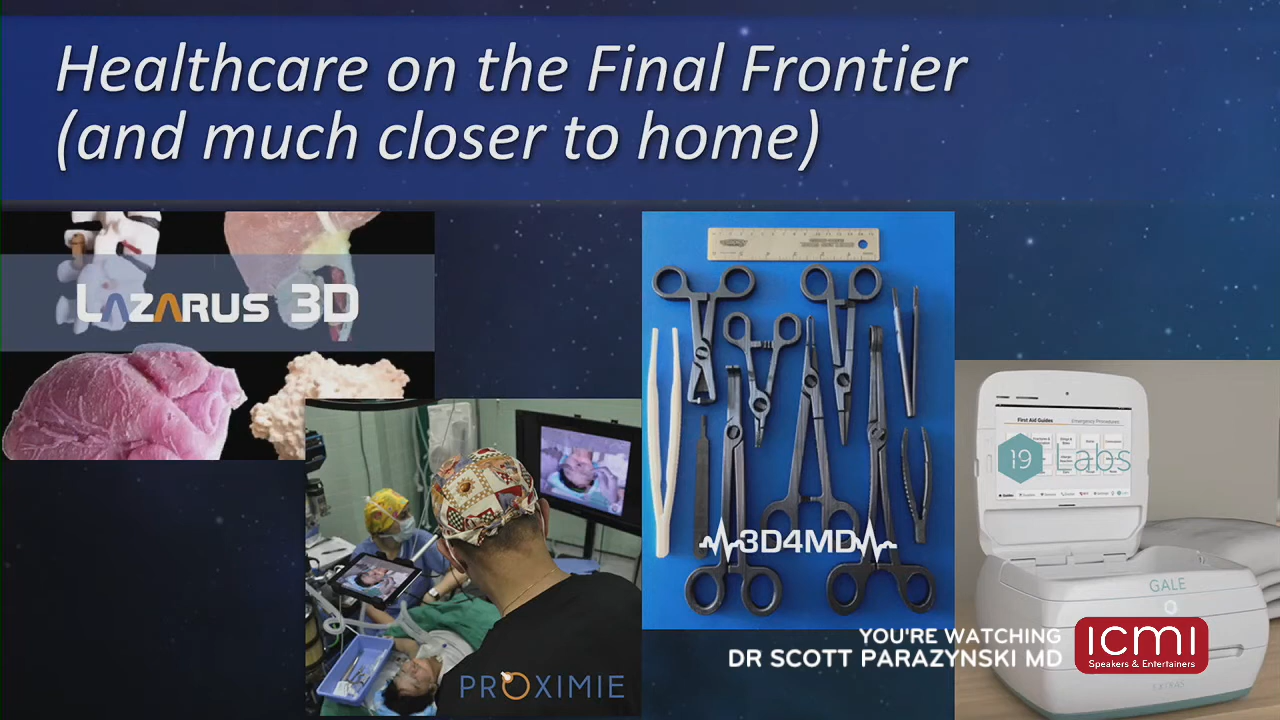 Healthcare on the Final Frontier
(and much closer to home)
LAZARUS 3D
PROXIMIE
3D4MD
First Aid Guides
Emergency Procedures
19 Labs
GALE
YOU'RE WATCHING
DR SCOTT PARAZYNSKI MD
icmi
Speakers & Entertainers